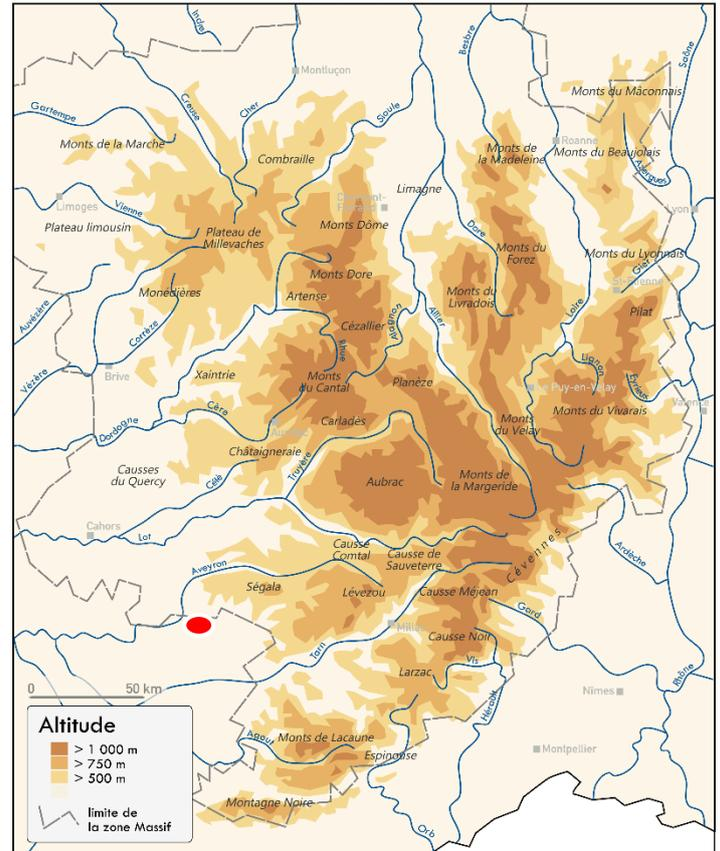 Indre
Besbre
Saône
Montluçon
Monts du Mâconnais
Gartempe
Creuse
Cher
Sioule
Monts de la Marche
Combraille
Monts de
la Madeleine
Roanne
Monts du Beaujolais
Azergues
Limagne
Limoges
Vienne
Lyon
Plateau limousin
Plateau de
Millevaches
Monts Dôme
Dore
Monts du
Forez
Monts du Lyonnais
Gier
St-Etienne
Monts Dore
Monédières
Artense
Monts du
Livradois
Auvézère
Corrèze
Cézallier
Alagnon
Allier
Loire
Pilat
Rhue
Vézère
Brive
Xaintrie
Monts
du Cantal
Planèze
Lignon
Le Puy-en-Velay
Eyrieux
Valence
Cère
Dordogne
Carladès
Monts
du Velay
Monts du Vivarais
Châtaigneraie
Truyère
Causses
du Quercy
Célé
Aubrac
Monts de
la Margeride
Cahors
Lot
Causse
Comtal
Causse de
Sauveterre
Cévennes
Ardèche
Aveyron
Ségala
Lévezou
Causse Méjean
Gard
Causse Noir
Tarn
Vis
Larzac
Rhône
0 50 km
Nîmes
Hérault
Altitude
> 1 000 m
> 750 m
> 500 m
limite de
la zone Massif
Agout
Monts de Lacaune
Espinouse
Montpellier
Montagne Noire
Orb